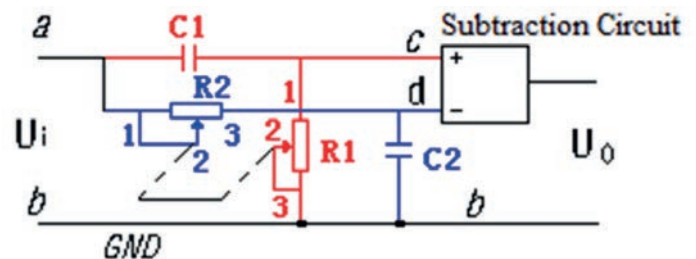 a
C1
c
Subtraction Circuit
+
R2
1
d
−
Ui
1
2
3
2
R1
C2
U0
3
b
b
GND